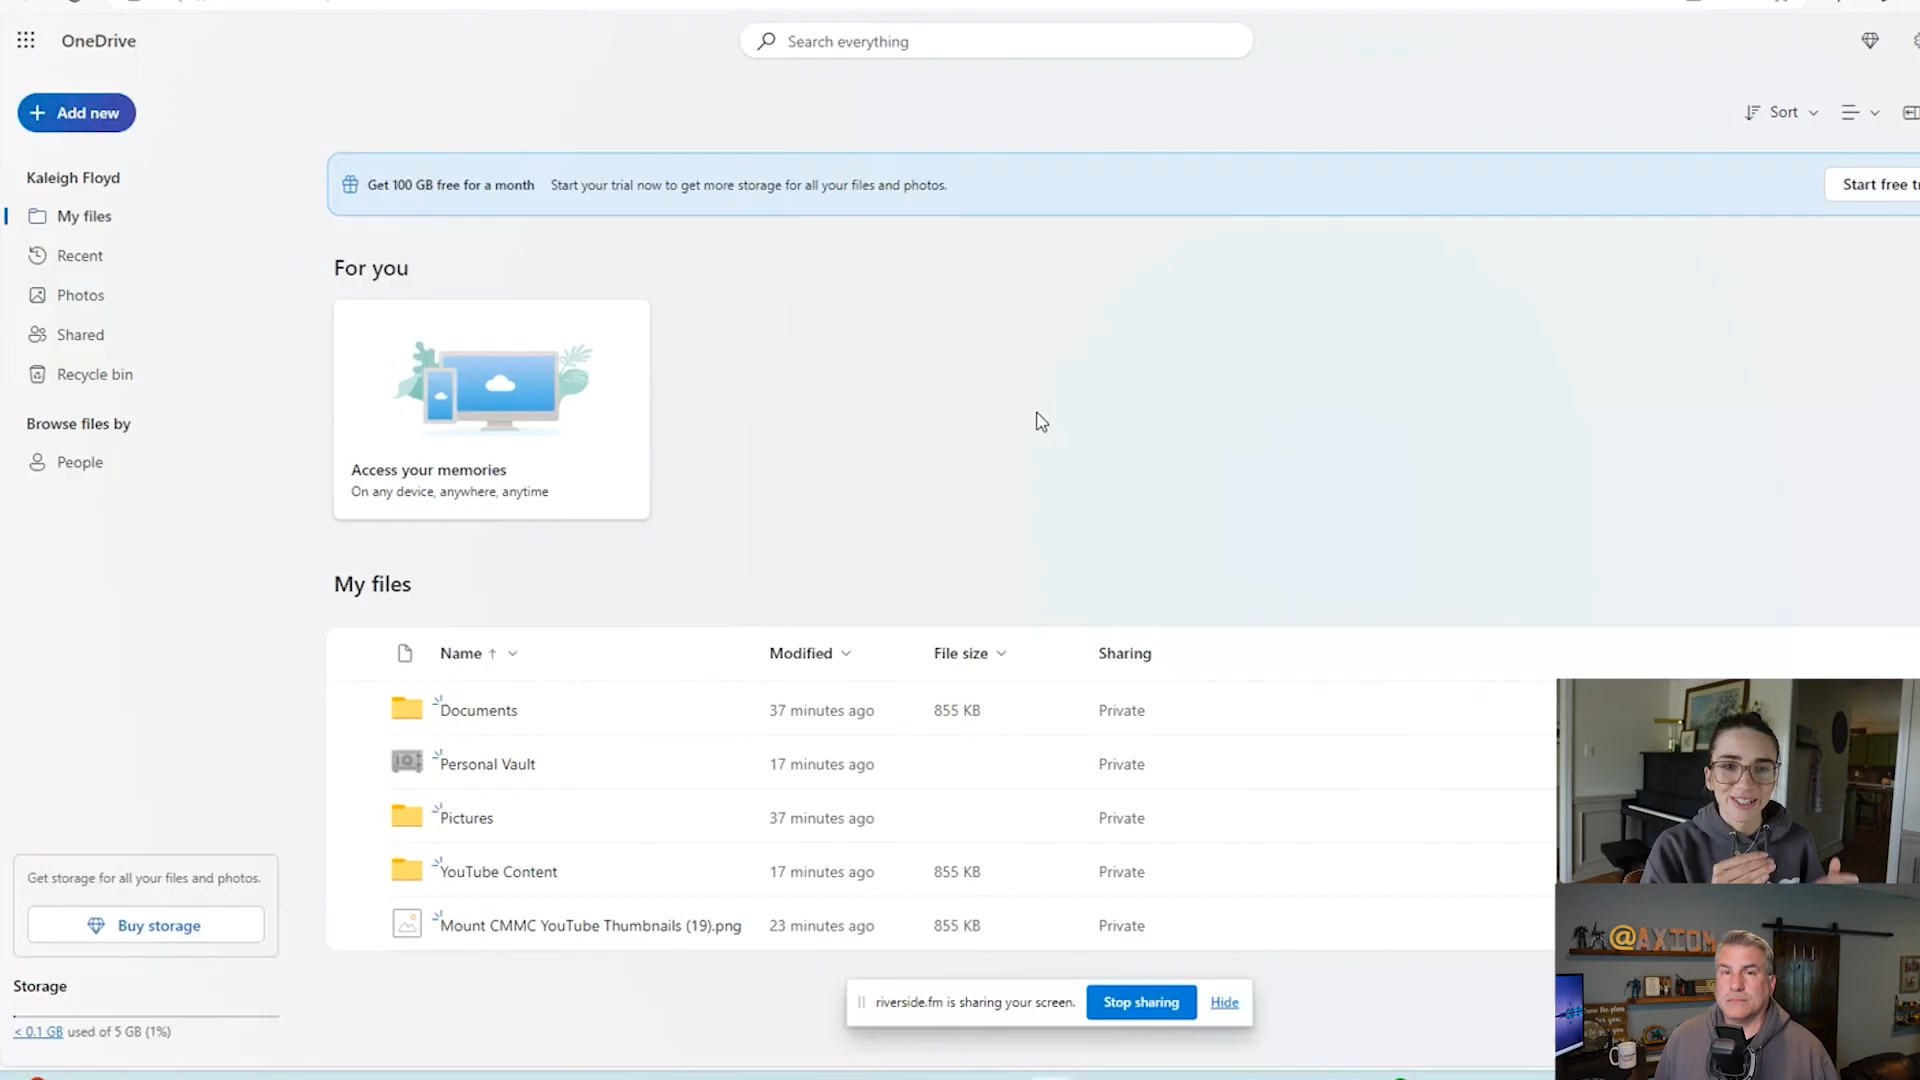 OneDrive
Search everything
Add new
Sort
Kaleigh Floyd
My files
Recent
Photos
Shared
Recycle bin
Browse files by
People
Get 100 GB free for a month Start your trial now to get more storage for all your files and photos.
Start free tr
For you
Access your memories
On any device, anywhere, anytime
My files
Name Modified File size Sharing
Documents 37 minutes ago 855 KB Private
Personal Vault 17 minutes ago Private
Pictures 37 minutes ago Private
YouTube Content 17 minutes ago 855 KB Private
Mount CMMC YouTube Thumbnails (19).png 23 minutes ago 855 KB Private
Get storage for all your files and photos.
Buy storage
Storage
< 0.1 GB used of 5 GB (1%)
riverside.fm is sharing your screen. Stop sharing Hide
@AXIOM